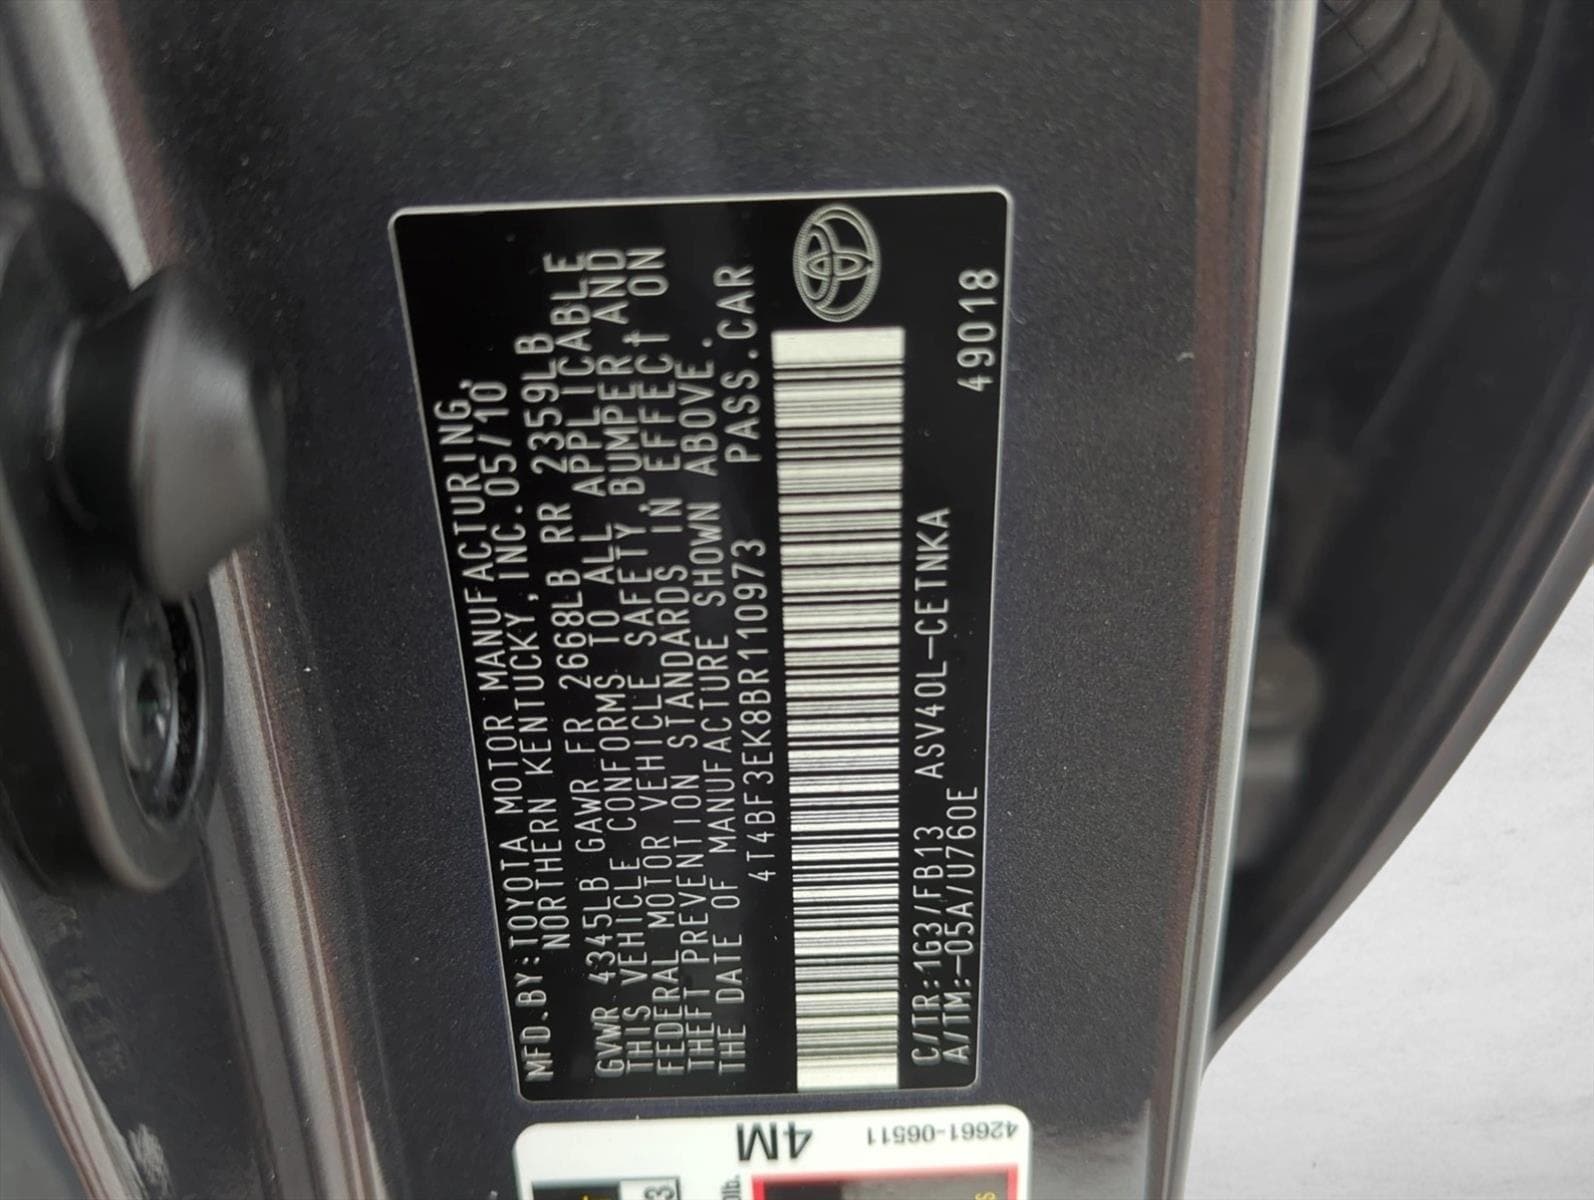 MFD.BY:TOYOTA MOTOR MANUFACTURING,
NORTHERN KENTUCKY,INC.05/10
GVWR 4345LB GAWR FR 2668LB RR 2359LB
THIS VEHICLE CONFORMS TO ALL APPLICABLE
FEDERAL MOTOR VEHICLE SAFETY,BUMPER AND
THEFT PREVENTION STANDARDS IN EFFECT ON
THE DATE OF MANUFACTURE SHOWN ABOVE.
4T4BF3EK8BR110973 PASS.CAR
C/TR:1G3/FB13 ASV40L-CETNKA
A/TM:-05A/U760E 49018
4M
42661-06511
lb.
3